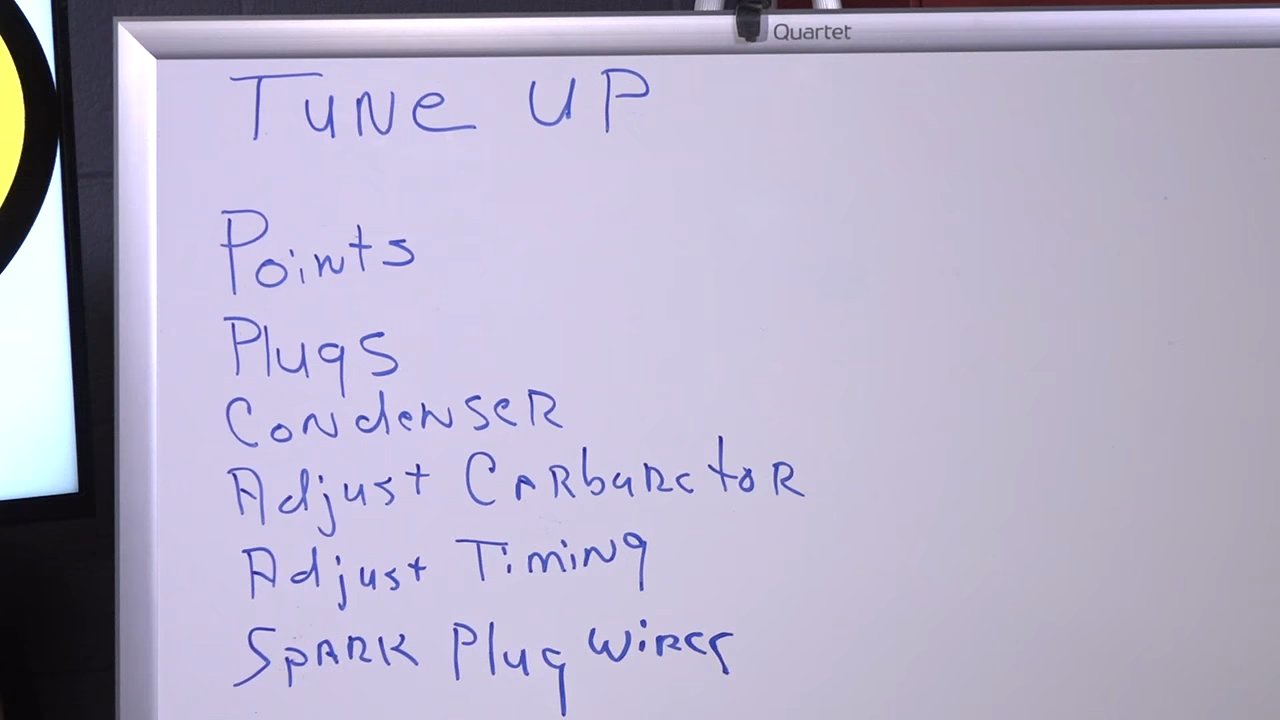 Quartet
Tune UP
Points
Plugs
Condenser
Adjust Carburetor
Adjust Timing
Spark Plug wires